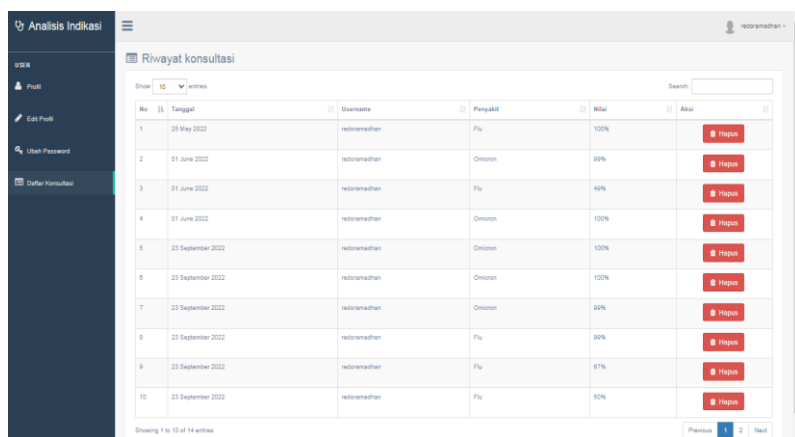 Analisis Indikasi
redoramadhan
USER
Profil
Edit Profil
Ubah Password
Daftar Konsultasi
Riwayat konsultasi
Show 10 entries
Search:
No Tanggal Username Penyakit Nilai Aksi
1 25 May 2022 redoramadhan Flu 100% Hapus
2 01 June 2022 redoramadhan Omicron 99% Hapus
3 01 June 2022 redoramadhan Flu 49% Hapus
4 01 June 2022 redoramadhan Omicron 100% Hapus
5 23 September 2022 redoramadhan Omicron 100% Hapus
6 23 September 2022 redoramadhan Omicron 100% Hapus
7 23 September 2022 redoramadhan Omicron 99% Hapus
8 23 September 2022 redoramadhan Flu 99% Hapus
9 23 September 2022 redoramadhan Flu 67% Hapus
10 23 September 2022 redoramadhan Flu 50% Hapus
Showing 1 to 10 of 14 entries
Previous 1 2 Next